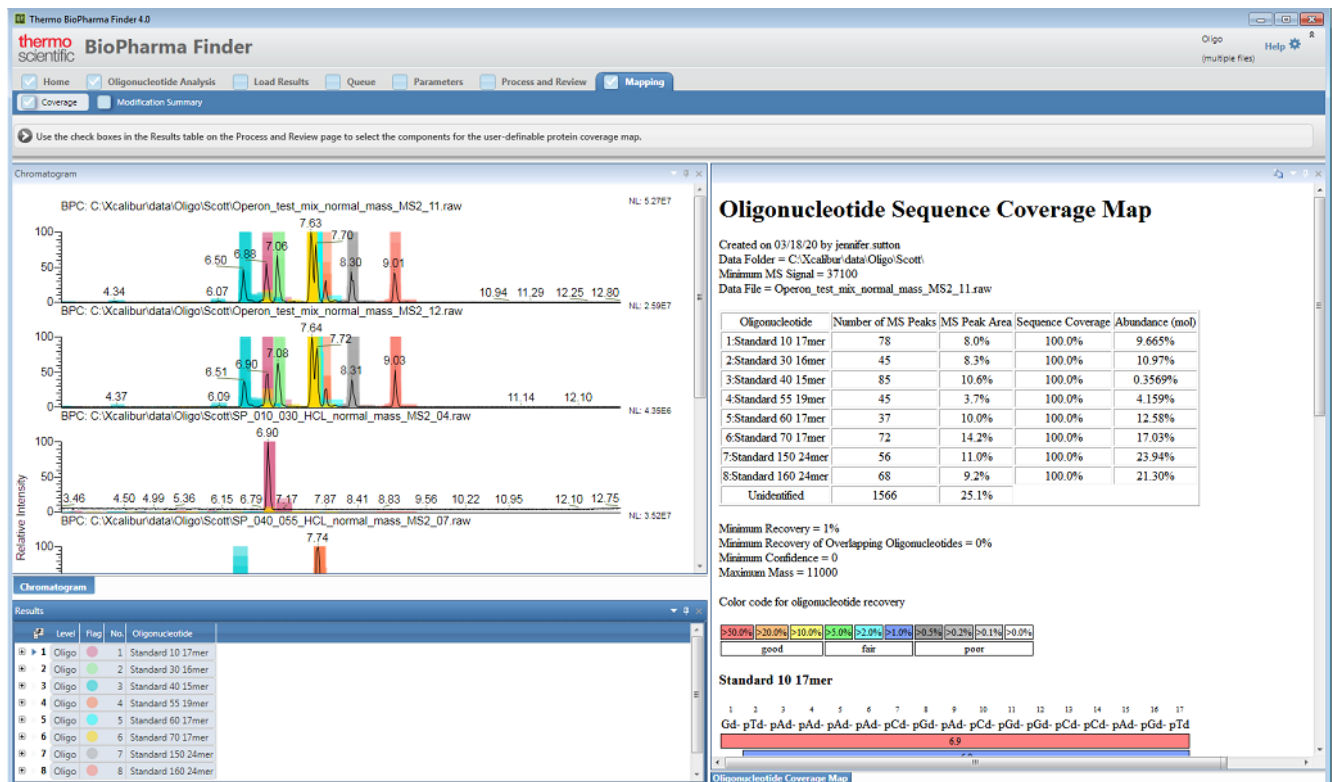 Thermo BioPharma Finder 4.0
thermo scientific BioPharma Finder
Oligo
(multiple files)
Help
Home Oligonucleotide Analysis Load Results Queue Parameters Process and Review Mapping
Coverage Modification Summary
Use the check boxes in the Results table on the Process and Review page to select the components for the user-definable protein coverage map.
Chromatogram
BPC: C:\Xcalibur\data\Oligo\Scott\Operon_test_mix_normal_mass_MS2_11.raw
NL: 5.27E7
7.63
100
7.70
7.06
6.88
6.50 8.30 9.01
50
4.34 6.07 10.94 11.29 12.25 12.80
0
BPC: C:\Xcalibur\data\Oligo\Scott\Operon_test_mix_normal_mass_MS2_12.raw
NL: 2.59E7
7.64
100
7.72
7.08
6.90
6.51 8.31 9.03
50
4.37 6.09 11.14 12.10
0
BPC: C:\Xcalibur\data\Oligo\Scott\SP_010_030_HCL_normal_mass_MS2_04.raw
NL: 4.35E6
6.90
100
50
3.46 4.50 4.99 5.36 6.15 6.79 7.17 7.87 8.41 8.83 9.56 10.22 10.95 12.10 12.75
0
BPC: C:\Xcalibur\data\Oligo\Scott\SP_040_055_HCL_normal_mass_MS2_07.raw
NL: 3.52E7
7.74
100
Relative Intensity
Chromatogram
Results
Level Flag No. Oligonucleotide
1 Oligo 1 Standard 10 17mer
2 Oligo 2 Standard 30 16mer
3 Oligo 3 Standard 40 15mer
4 Oligo 4 Standard 55 19mer
5 Oligo 5 Standard 60 17mer
6 Oligo 6 Standard 70 17mer
7 Oligo 7 Standard 150 24mer
8 Oligo 8 Standard 160 24mer
Oligonucleotide Sequence Coverage Map
Created on 03/18/20 by jennifer.sutton
Data Folder = C:\Xcalibur\data\Oligo\Scott\
Minimum MS Signal = 37100
Data File = Operon_test_mix_normal_mass_MS2_11.raw
Oligonucleotide Number of MS Peaks MS Peak Area Sequence Coverage Abundance (mol)
1:Standard 10 17mer 78 8.0% 100.0% 9.665%
2:Standard 30 16mer 45 8.3% 100.0% 10.97%
3:Standard 40 15mer 85 10.6% 100.0% 0.3569%
4:Standard 55 19mer 45 3.7% 100.0% 4.159%
5:Standard 60 17mer 37 10.0% 100.0% 12.58%
6:Standard 70 17mer 72 14.2% 100.0% 17.03%
7:Standard 150 24mer 56 11.0% 100.0% 23.94%
8:Standard 160 24mer 68 9.2% 100.0% 21.30%
Unidentified 1566 25.1%
Minimum Recovery = 1%
Minimum Recovery of Overlapping Oligonucleotides = 0%
Minimum Confidence = 0
Maximum Mass = 11000
Color code for oligonucleotide recovery
>50.0% >20.0% >10.0% >5.0% >2.0% >1.0% >0.5% >0.2% >0.1% >0.0%
good fair poor
Standard 10 17mer
1 2 3 4 5 6 7 8 9 10 11 12 13 14 15 16 17
Gd- pTd- pAd- pAd- pAd- pAd- pCd- pGd- pAd- pCd- pGd- pGd- pCd- pCd- pAd- pGd- pTd
6.9
Oligonucleotide Coverage Map